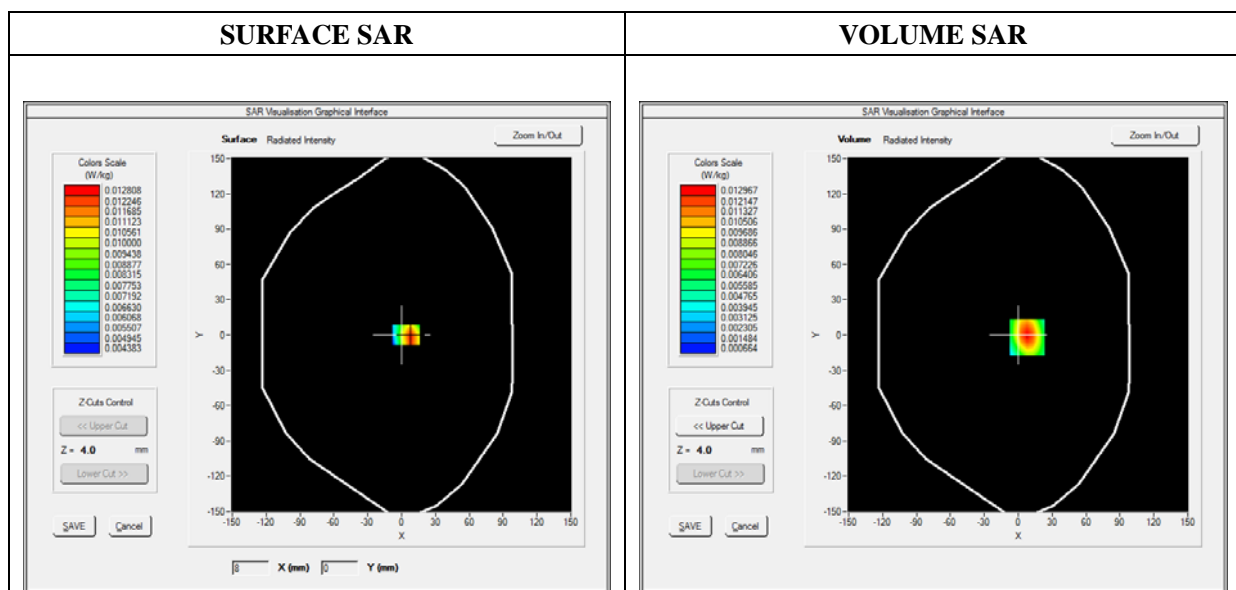 SURFACE SAR
VOLUME SAR
SAR Visualisation Graphical Interface
Surface Radiated Intensity
Zoom In/Out
Colors Scale
(W/kg)
0.012808
0.012246
0.011685
0.011123
0.010561
0.010000
0.009438
0.008877
0.008315
0.007753
0.007192
0.006630
0.006068
0.005507
0.004945
0.004383
Z-Cuts Control
<< Upper Cut
Z = 4.0 mm
Lower Cut >>
SAVE Cancel
150
120
90
60
30
0
-30
-60
-90
-120
-150
Y
-150 -120 -90 -60 -30 0 30 60 90 120 150
X
8 X (mm) 0 Y (mm)
SAR Visualisation Graphical Interface
Volume Radiated Intensity
Zoom In/Out
Colors Scale
(W/kg)
0.012967
0.012147
0.011327
0.010506
0.009686
0.008866
0.008046
0.007226
0.006406
0.005585
0.004765
0.003945
0.003125
0.002305
0.001484
0.000664
Z-Cuts Control
<< Upper Cut
Z = 4.0 mm
Lower Cut >>
SAVE Cancel
150
120
90
60
30
0
-30
-60
-90
-120
-150
Y
-150 -120 -90 -60 -30 0 30 60 90 120 150
X